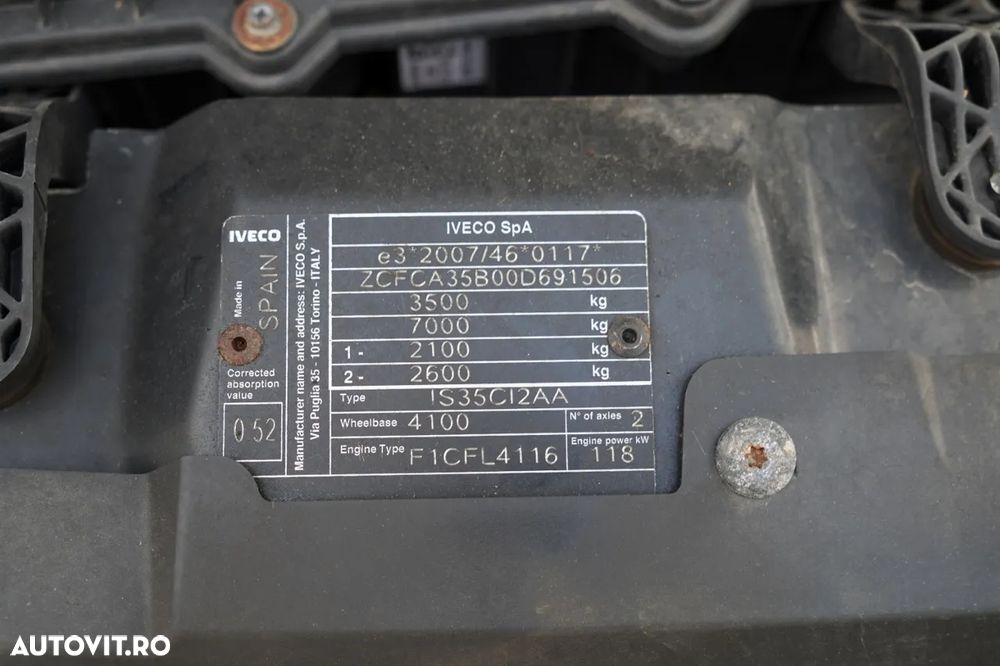 IVECO
Made in
SPAIN
Corrected
absorption
value
0 52
Manufacturer name and address: IVECO S.p.A.
Via Puglia 35 - 10156 Torino - ITALY
IVECO SpA
e3*2007/46*0117*
ZCFCA35B00D691506
3500 kg
7000 kg
1- 2100 kg
2- 2600 kg
Type IS35CI2AA
Wheelbase 4100 N° of axles 2
Engine Type F1CFL4116 Engine power kW 118
AUTOVIT.RO